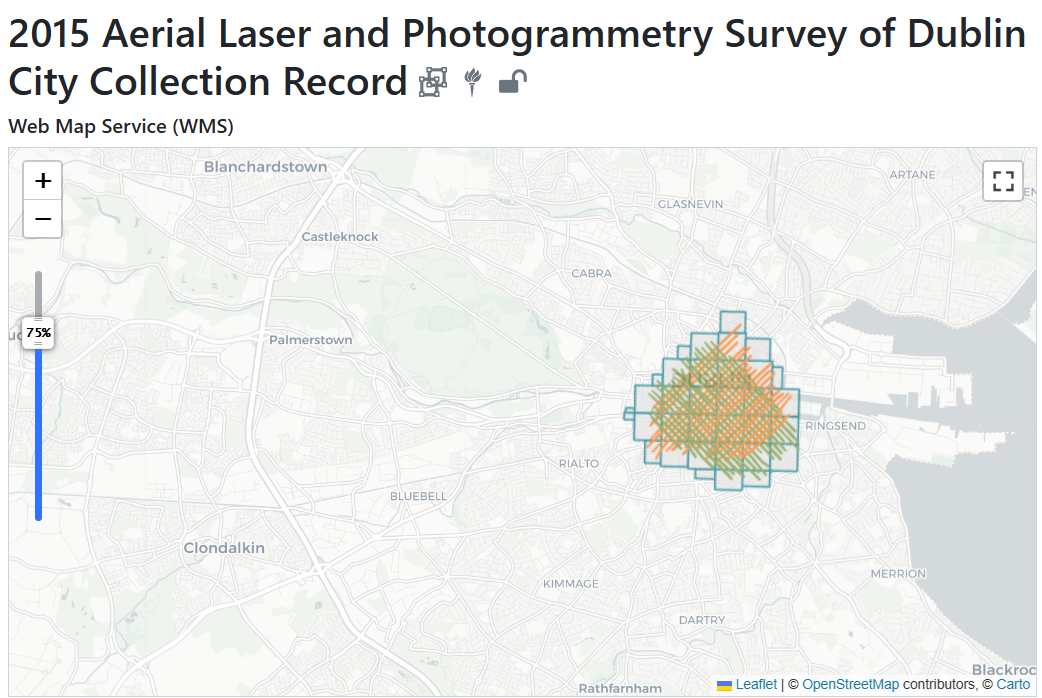 2015 Aerial Laser and Photogrammetry Survey of Dublin
City Collection Record
Web Map Service (WMS)
Blanchardstown
ARTANE
+
−
GLASNEVIN
Castleknock
CABRA
75%
Palmerstown
RINGSEND
RIALTO
BLUEBELL
Clondalkin
MERRION
KIMMAGE
DARTRY
Blackroc
Rathfarnham
Leaflet | © OpenStreetMap contributors, © Carto